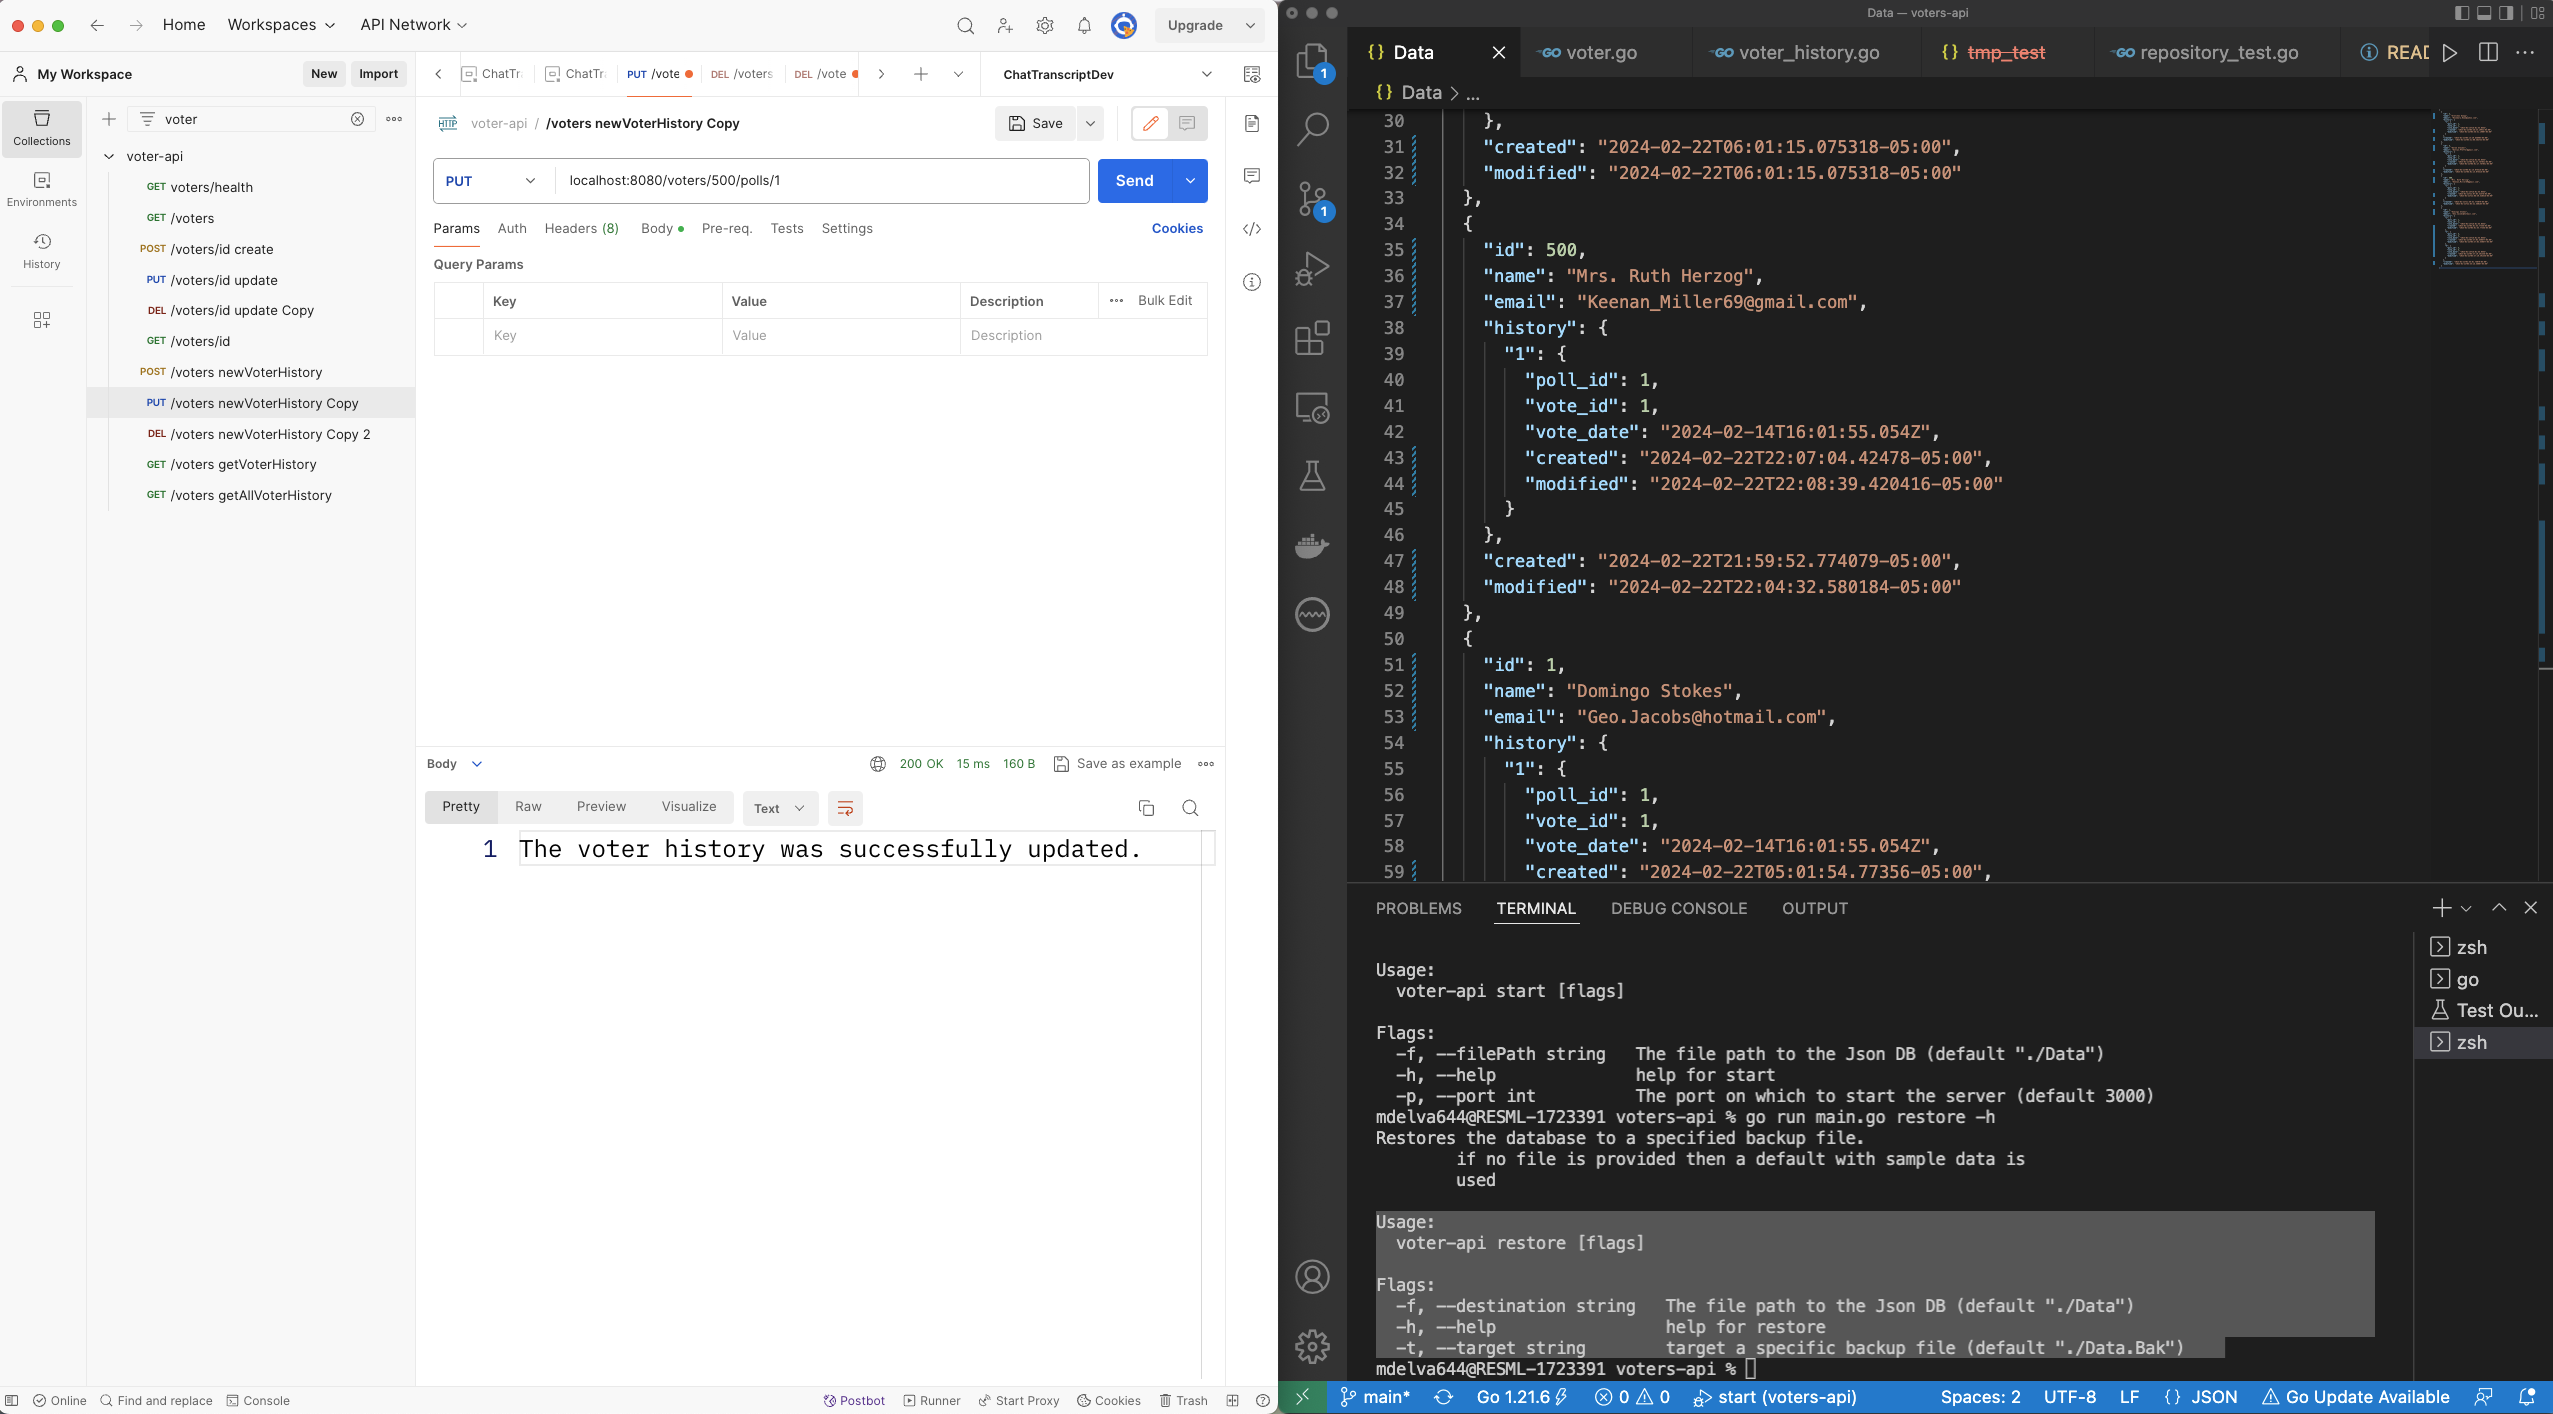 Home
Workspaces
API Network
Upgrade
My Workspace
New
Import
ChatTr
ChatTr
PUT /vote
DEL /voters
DEL /vote
ChatTranscriptDev
Collections
Environments
History
voter
voter-api
GET voters/health
GET /voters
POST /voters/id create
PUT /voters/id update
DEL /voters/id update Copy
GET /voters/id
POST /voters newVoterHistory
PUT /voters newVoterHistory Copy
DEL /voters newVoterHistory Copy 2
GET /voters getVoterHistory
GET /voters getAllVoterHistory
HTTP voter-api / /voters newVoterHistory Copy
Save
PUT localhost:8080/voters/500/polls/1
Send
Params Auth Headers (8) Body Pre-req. Tests Settings
Cookies
Query Params
Key Value Description Bulk Edit
Key Value Description
Body
200 OK 15 ms 160 B Save as example
Pretty Raw Preview Visualize Text
1 The voter history was successfully updated.
Online
Find and replace
Console
Postbot
Runner
Start Proxy
Cookies
Trash
Data — voters-api
{} Data
GO voter.go
GO voter_history.go
{} tmp_test
GO repository_test.go
READ
{} Data > ...
1
1
30 },
31 "created": "2024-02-22T06:01:15.075318-05:00",
32 "modified": "2024-02-22T06:01:15.075318-05:00"
33 },
34 {
35 "id": 500,
36 "name": "Mrs. Ruth Herzog",
37 "email": "Keenan_Miller69@gmail.com",
38 "history": {
39 "1": {
40 "poll_id": 1,
41 "vote_id": 1,
42 "vote_date": "2024-02-14T16:01:55.054Z",
43 "created": "2024-02-22T22:07:04.42478-05:00",
44 "modified": "2024-02-22T22:08:39.420416-05:00"
45 }
46 },
47 "created": "2024-02-22T21:59:52.774079-05:00",
48 "modified": "2024-02-22T22:04:32.580184-05:00"
49 },
50 {
51 "id": 1,
52 "name": "Domingo Stokes",
53 "email": "Geo.Jacobs@hotmail.com",
54 "history": {
55 "1": {
56 "poll_id": 1,
57 "vote_id": 1,
58 "vote_date": "2024-02-14T16:01:55.054Z",
59 "created": "2024-02-22T05:01:54.77356-05:00",
PROBLEMS TERMINAL DEBUG CONSOLE OUTPUT
zsh
go
Test Ou...
zsh
Usage:
voter-api start [flags]
Flags:
-f, --filePath string The file path to the Json DB (default "./Data")
-h, --help help for start
-p, --port int The port on which to start the server (default 3000)
mdelva644@RESML-1723391 voters-api % go run main.go restore -h
Restores the database to a specified backup file.
if no file is provided then a default with sample data is
used
Usage:
voter-api restore [flags]
Flags:
-f, --destination string The file path to the Json DB (default "./Data")
-h, --help help for restore
-t, --target string target a specific backup file (default "./Data.Bak")
mdelva644@RESML-1723391 voters-api %
main* Go 1.21.6 0 0 start (voters-api) Spaces: 2 UTF-8 LF {} JSON Go Update Available